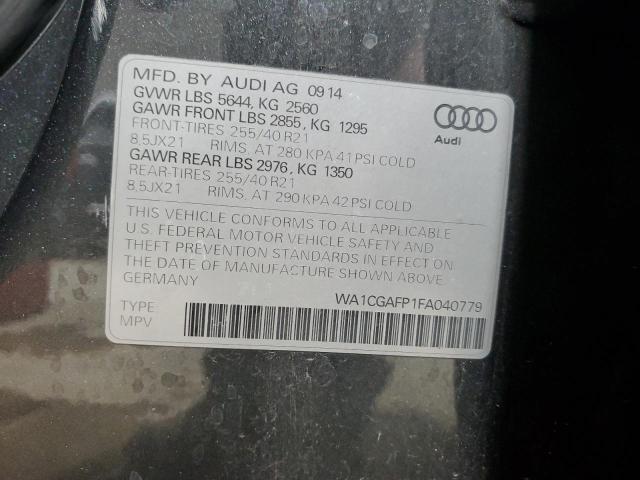 MFD. BY AUDI AG 09 14
GVWR LBS 5644, KG 2560
GAWR FRONT LBS 2855, KG 1295
FRONT-TIRES 255/40 R21
8,5JX21 RIMS. AT 280 KPA 41 PSI COLD
GAWR REAR LBS 2976, KG 1350
REAR-TIRES 255/40 R21
8,5JX21 RIMS. AT 290 KPA 42 PSI COLD
Audi
THIS VEHICLE CONFORMS TO ALL APPLICABLE
U.S. FEDERAL MOTOR VEHICLE SAFETY AND
THEFT PREVENTION STANDARDS IN EFFECT ON
THE DATE OF MANUFACTURE SHOWN ABOVE.
GERMANY
WA1CGAFP1FA040779
TYPE
MPV